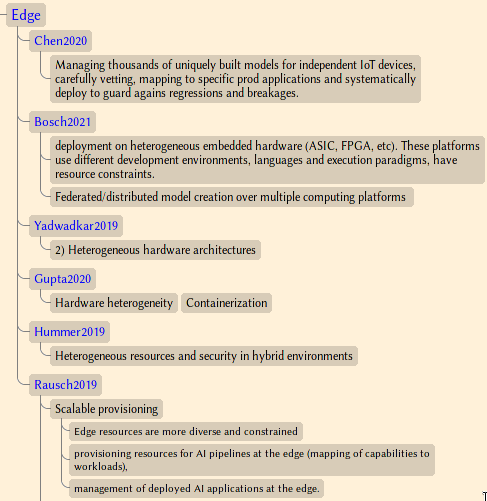 Edge
Chen2020
Managing thousands of uniquely built models for independent IoT devices,
carefully vetting, mapping to specific prod applications and systematically
deploy to guard agains regressions and breakages.
Bosch2021
deployment on heterogeneous embedded hardware (ASIC, FPGA, etc). These platforms
use different development environments, languages and execution paradigms, have
resource constraints.
Federated/distributed model creation over multiple computing platforms
Yadwadkar2019
2) Heterogeneous hardware architectures
Gupta2020
Hardware heterogeneity Containerization
Hummer2019
Heterogeneous resources and security in hybrid environments
Rausch2019
Scalable provisioning
Edge resources are more diverse and constrained
provisioning resources for AI pipelines at the edge (mapping of capabilities to
workloads),
management of deployed AI applications at the edge.